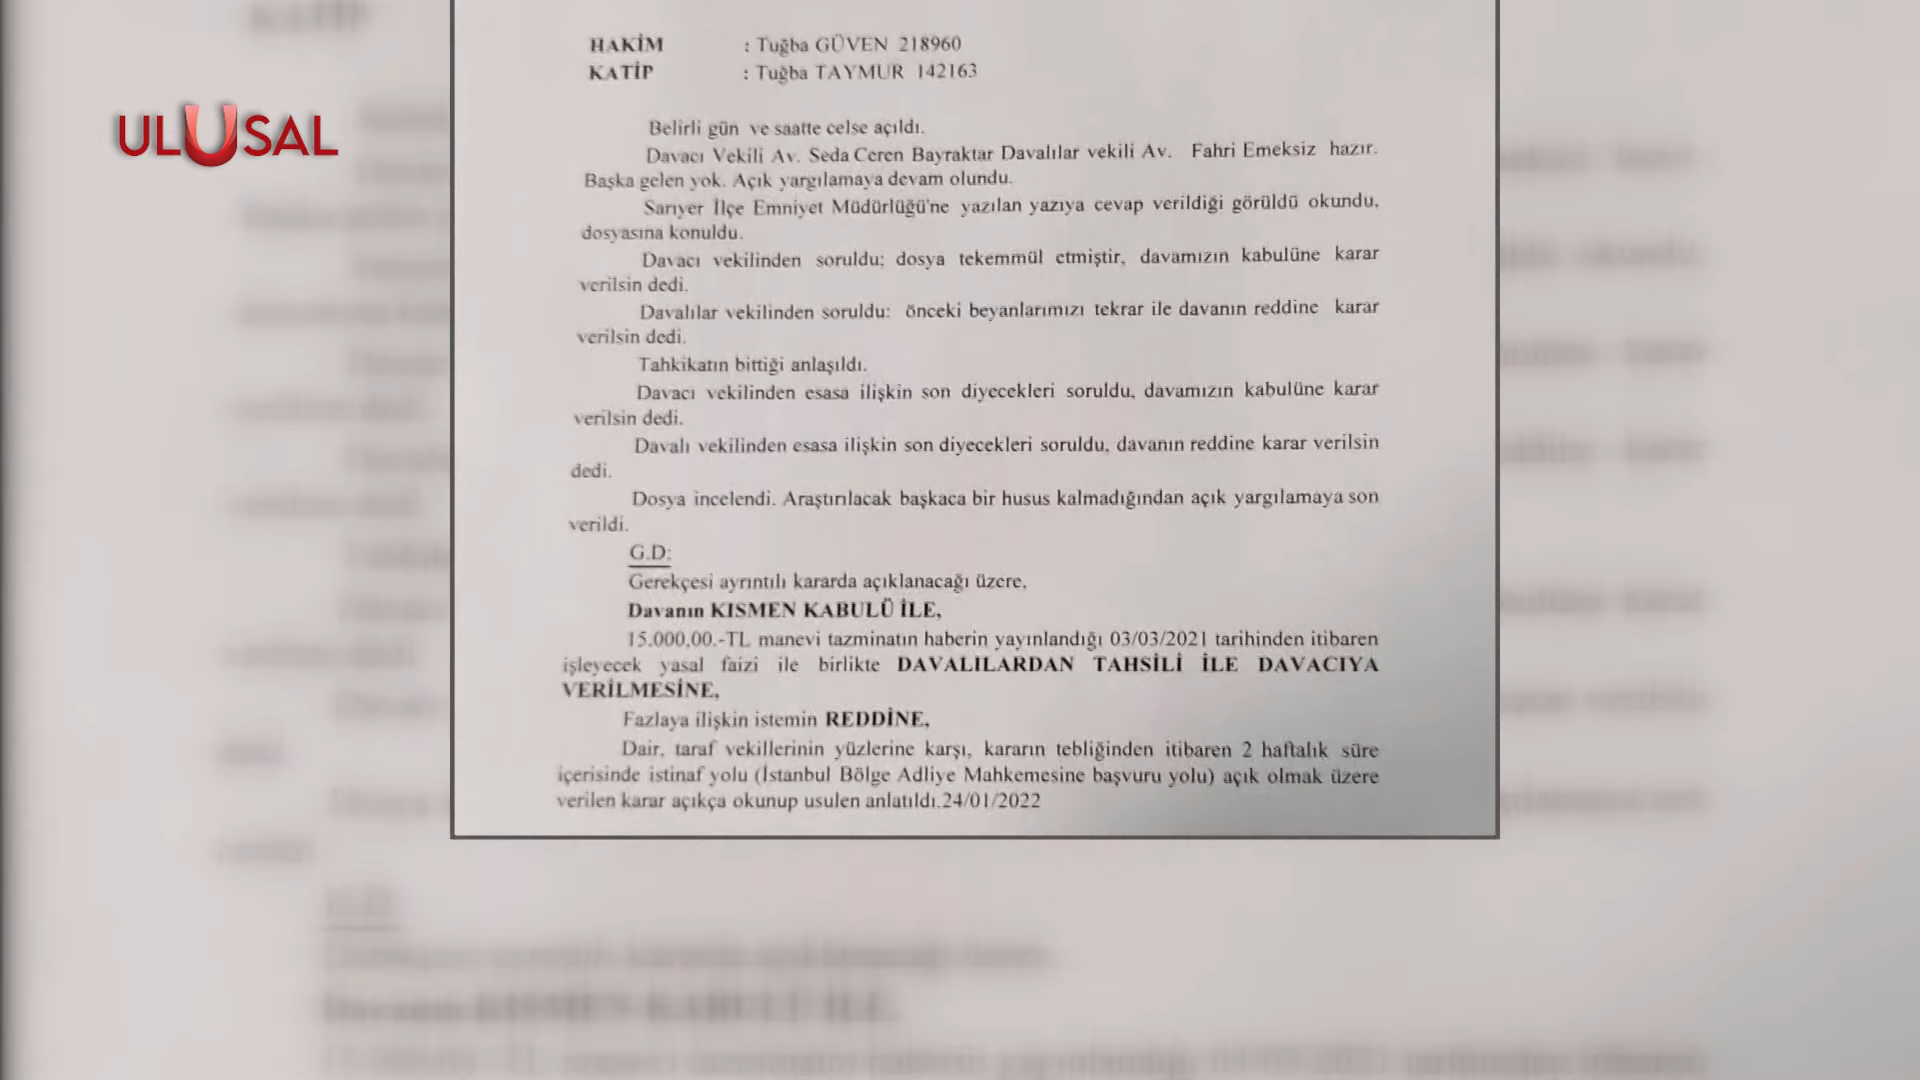 HAKİM : Tuğba GÜVEN 218960
KATİP : Tuğba TAYMUR 142163
ULUSAL
Belirli gün ve saatte celse açıldı.
Davacı Vekili Av. Seda Ceren Bayraktar Davalılar vekili Av. Fahri Emeksiz hazır.
Başka gelen yok. Açık yargılamaya devam olundu.
Sarıyer İlçe Emniyet Müdürlüğü'ne yazılan yazıya cevap verildiği görüldü okundu,
dosyasına konuldu.
Davacı vekilinden soruldu; dosya tekemmül etmiştir, davamızın kabulüne karar
verilsin dedi.
Davalılar vekilinden soruldu: önceki beyanlarımızı tekrar ile davanın reddine karar
verilsin dedi.
Tahkikatın bittiği anlaşıldı.
Davacı vekilinden esasa ilişkin son diyecekleri soruldu, davamızın kabulüne karar
verilsin dedi.
Davalı vekilinden esasa ilişkin son diyecekleri soruldu, davanın reddine karar verilsin
dedi.
Dosya incelendi. Araştırılacak başkaca bir husus kalmadığından açık yargılamaya son
verildi.
G.D:
Gerekçesi ayrıntılı kararda açıklanacağı üzere,
Davanın KISMEN KABULÜ İLE,
15.000,00.-TL manevi tazminatın haberin yayınlandığı 03/03/2021 tarihinden itibaren
işleyecek yasal faizi ile birlikte DAVALILARDAN TAHSİLİ İLE DAVACIYA
VERİLMESİNE,
Fazlaya ilişkin istemin REDDİNE,
Dair, taraf vekillerinin yüzlerine karşı, kararın tebliğinden itibaren 2 haftalık süre
içerisinde istinaf yolu (İstanbul Bölge Adliye Mahkemesine başvuru yolu) açık olmak üzere
verilen karar açıkça okunup usulen anlatıldı.24/01/2022